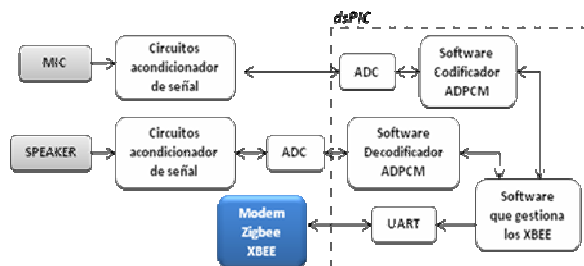 dsPIC
MIC
Circuitos
acondicionador
de señal
ADC
Software
Codificador
ADPCM
SPEAKER
Circuitos
acondicionador
de señal
ADC
Software
Decodificador
ADPCM
Modem
Zigbee
XBEE
UART
Software
que gestiona
los XBEE